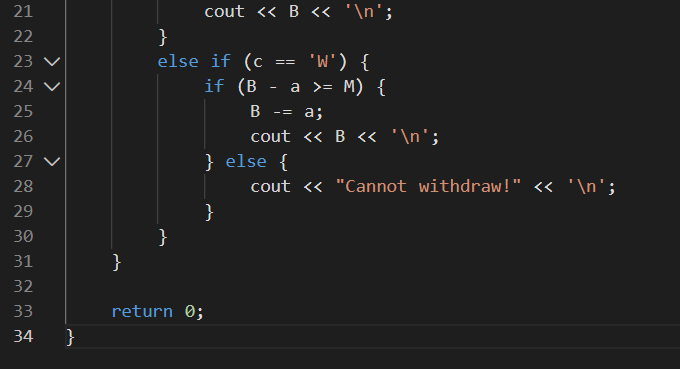 21 cout << B << '\n';
22 }
23 else if (c == 'W') {
24 if (B - a >= M) {
25 B -= a;
26 cout << B << '\n';
27 } else {
28 cout << "Cannot withdraw!" << '\n';
29 }
30 }
31 }
32
33 return 0;
34 }